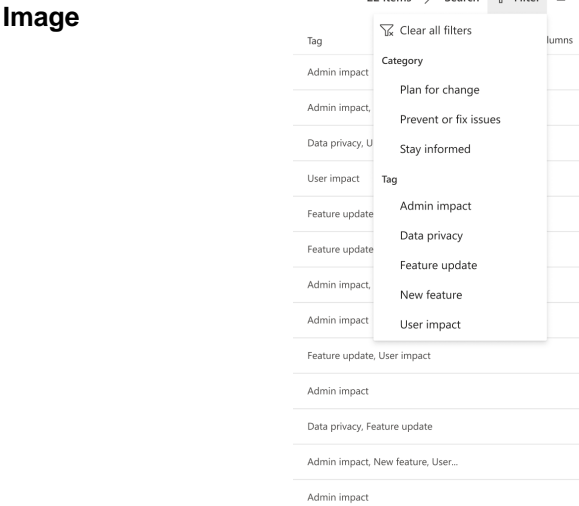 Image
22 items Search Filter
Clear all filters
Tag
lumns
Category
Admin impact
Plan for change
Admin impact,
Prevent or fix issues
Data privacy, U
Stay informed
User impact
Tag
Admin impact
Feature update
Data privacy
Feature update
Feature update
Admin impact,
New feature
Admin impact
User impact
Feature update, User impact
Admin impact
Data privacy, Feature update
Admin impact, New feature, User...
Admin impact